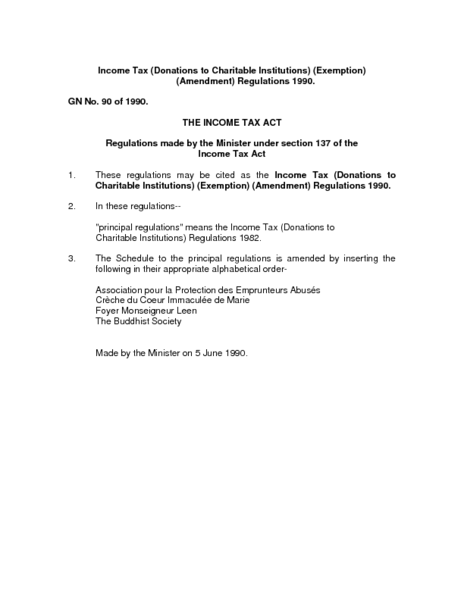 Income Tax (Donations to Charitable Institutions) (Exemption)
(Amendment) Regulations 1990.
GN No. 90 of 1990.
THE INCOME TAX ACT
Regulations made by the Minister under section 137 of the
Income Tax Act
1. These regulations may be cited as the Income Tax (Donations to
Charitable Institutions) (Exemption) (Amendment) Regulations 1990.
2. In these regulations--
"principal regulations" means the Income Tax (Donations to
Charitable Institutions) Regulations 1982.
3. The Schedule to the principal regulations is amended by inserting the
following in their appropriate alphabetical order-
Association pour la Protection des Emprunteurs Abusés
Crèche du Coeur Immaculée de Marie
Foyer Monseigneur Leen
The Buddhist Society
Made by the Minister on 5 June 1990.